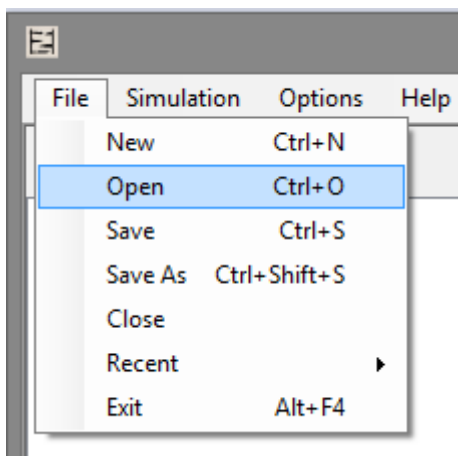 File Simulation Options Help
New Ctrl+N
Open Ctrl+O
Save Ctrl+S
Save As Ctrl+Shift+S
Close
Recent
Exit Alt+F4